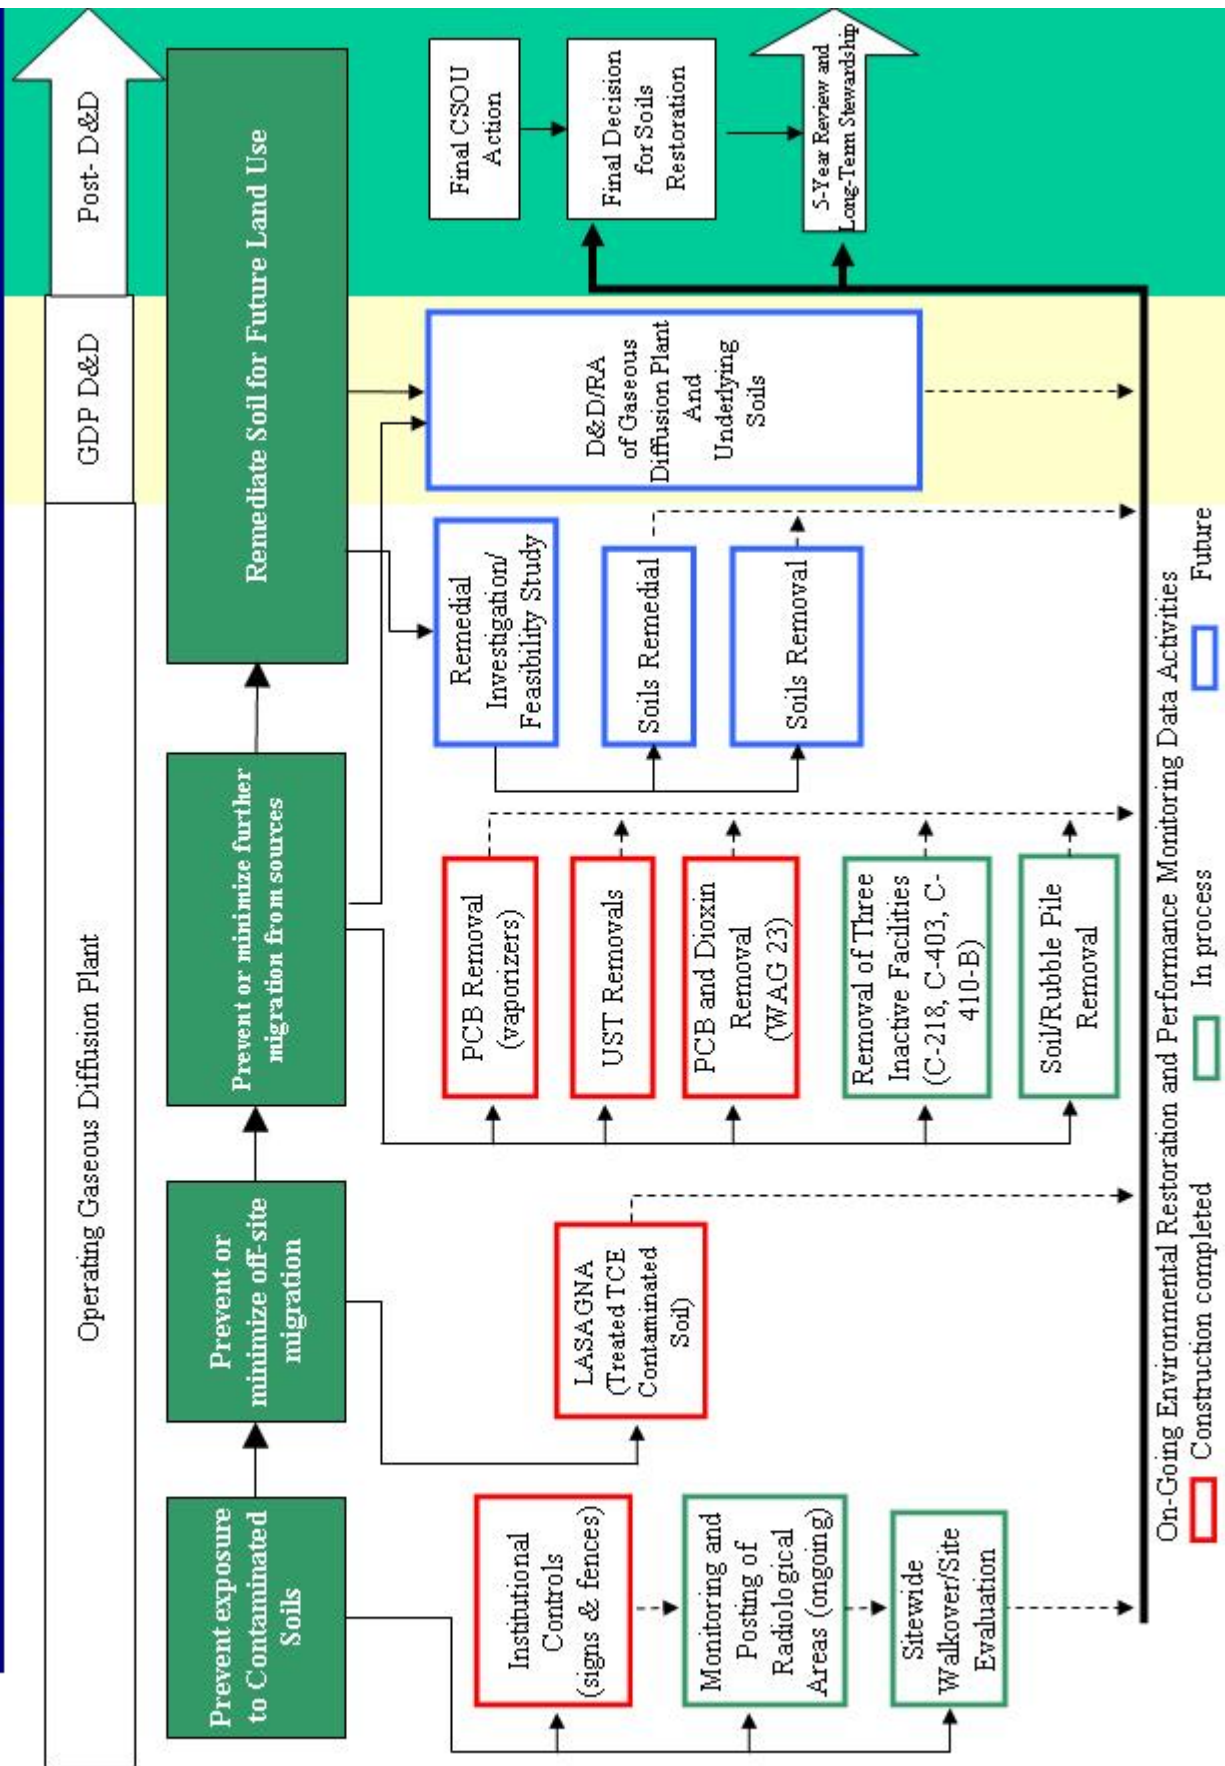 Operating Gaseous Diffusion Plant
GDP D&D
Post- D&D
Prevent exposure
to Contaminated
Soils
Prevent or
minimize off-site
migration
Prevent or minimize further
migration from sources
Remediate Soil for Future Land Use
Institutional
Controls
(signs & fences)
Monitoring and
Posting of
Radiological
Areas (ongoing)
Sitewide
Walkover/Site
Evaluation
LASAGNA
(Treated TCE
Contaminated
Soil)
PCB Removal
(vaporizers)
UST Removals
PCB and Dioxin
Removal
(WAG 23)
Removal of Three
Inactive Facilities
(C-218, C-403, C-
410-B)
Soil/Rubble Pile
Removal
Remedial
Investigation/
Feasibility Study
Soils Remedial
Soils Removal
D&D/RA
of Gaseous
Diffusion Plant
And
Underlying
Soils
Final CSOU
Action
Final Decision
for Soils
Restoration
5-Year Review and
Long-Term Stewardship
On-Going Environmental Restoration and Performance Monitoring Data Activities
Construction completed
In process
Future